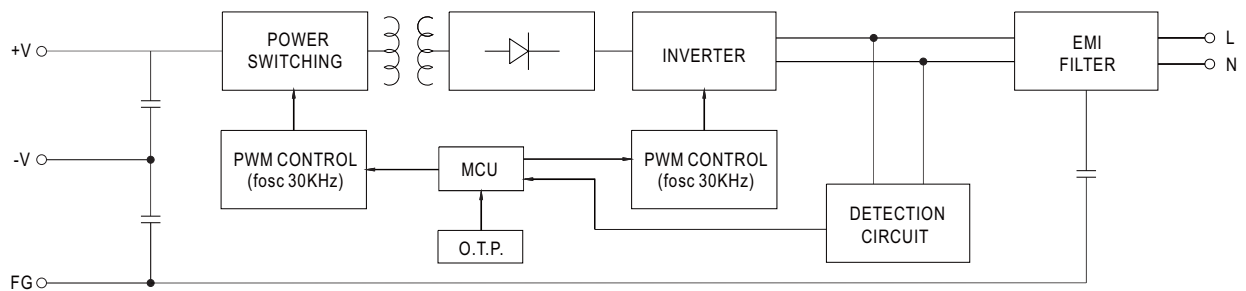 +V
POWER
SWITCHING
INVERTER
EMI
FILTER
L
N
-V
PWM CONTROL
(fosc 30KHz)
MCU
PWM CONTROL
(fosc 30KHz)
O.T.P.
DETECTION
CIRCUIT
FG